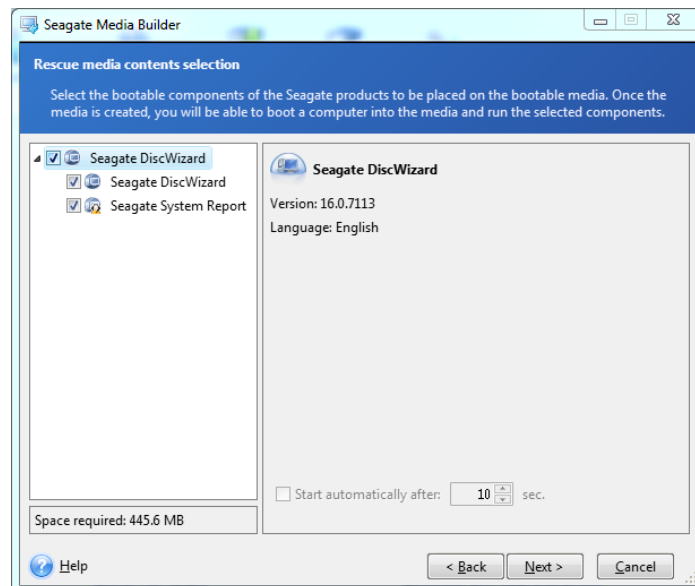 Seagate Media Builder
Rescue media contents selection
Select the bootable components of the Seagate products to be placed on the bootable media. Once the
media is created, you will be able to boot a computer into the media and run the selected components.
Seagate DiscWizard
Seagate DiscWizard
Seagate System Report
Space required: 445.6 MB
Seagate DiscWizard
Version: 16.0.7113
Language: English
Start automatically after: 10 sec.
Help
< Back Next > Cancel